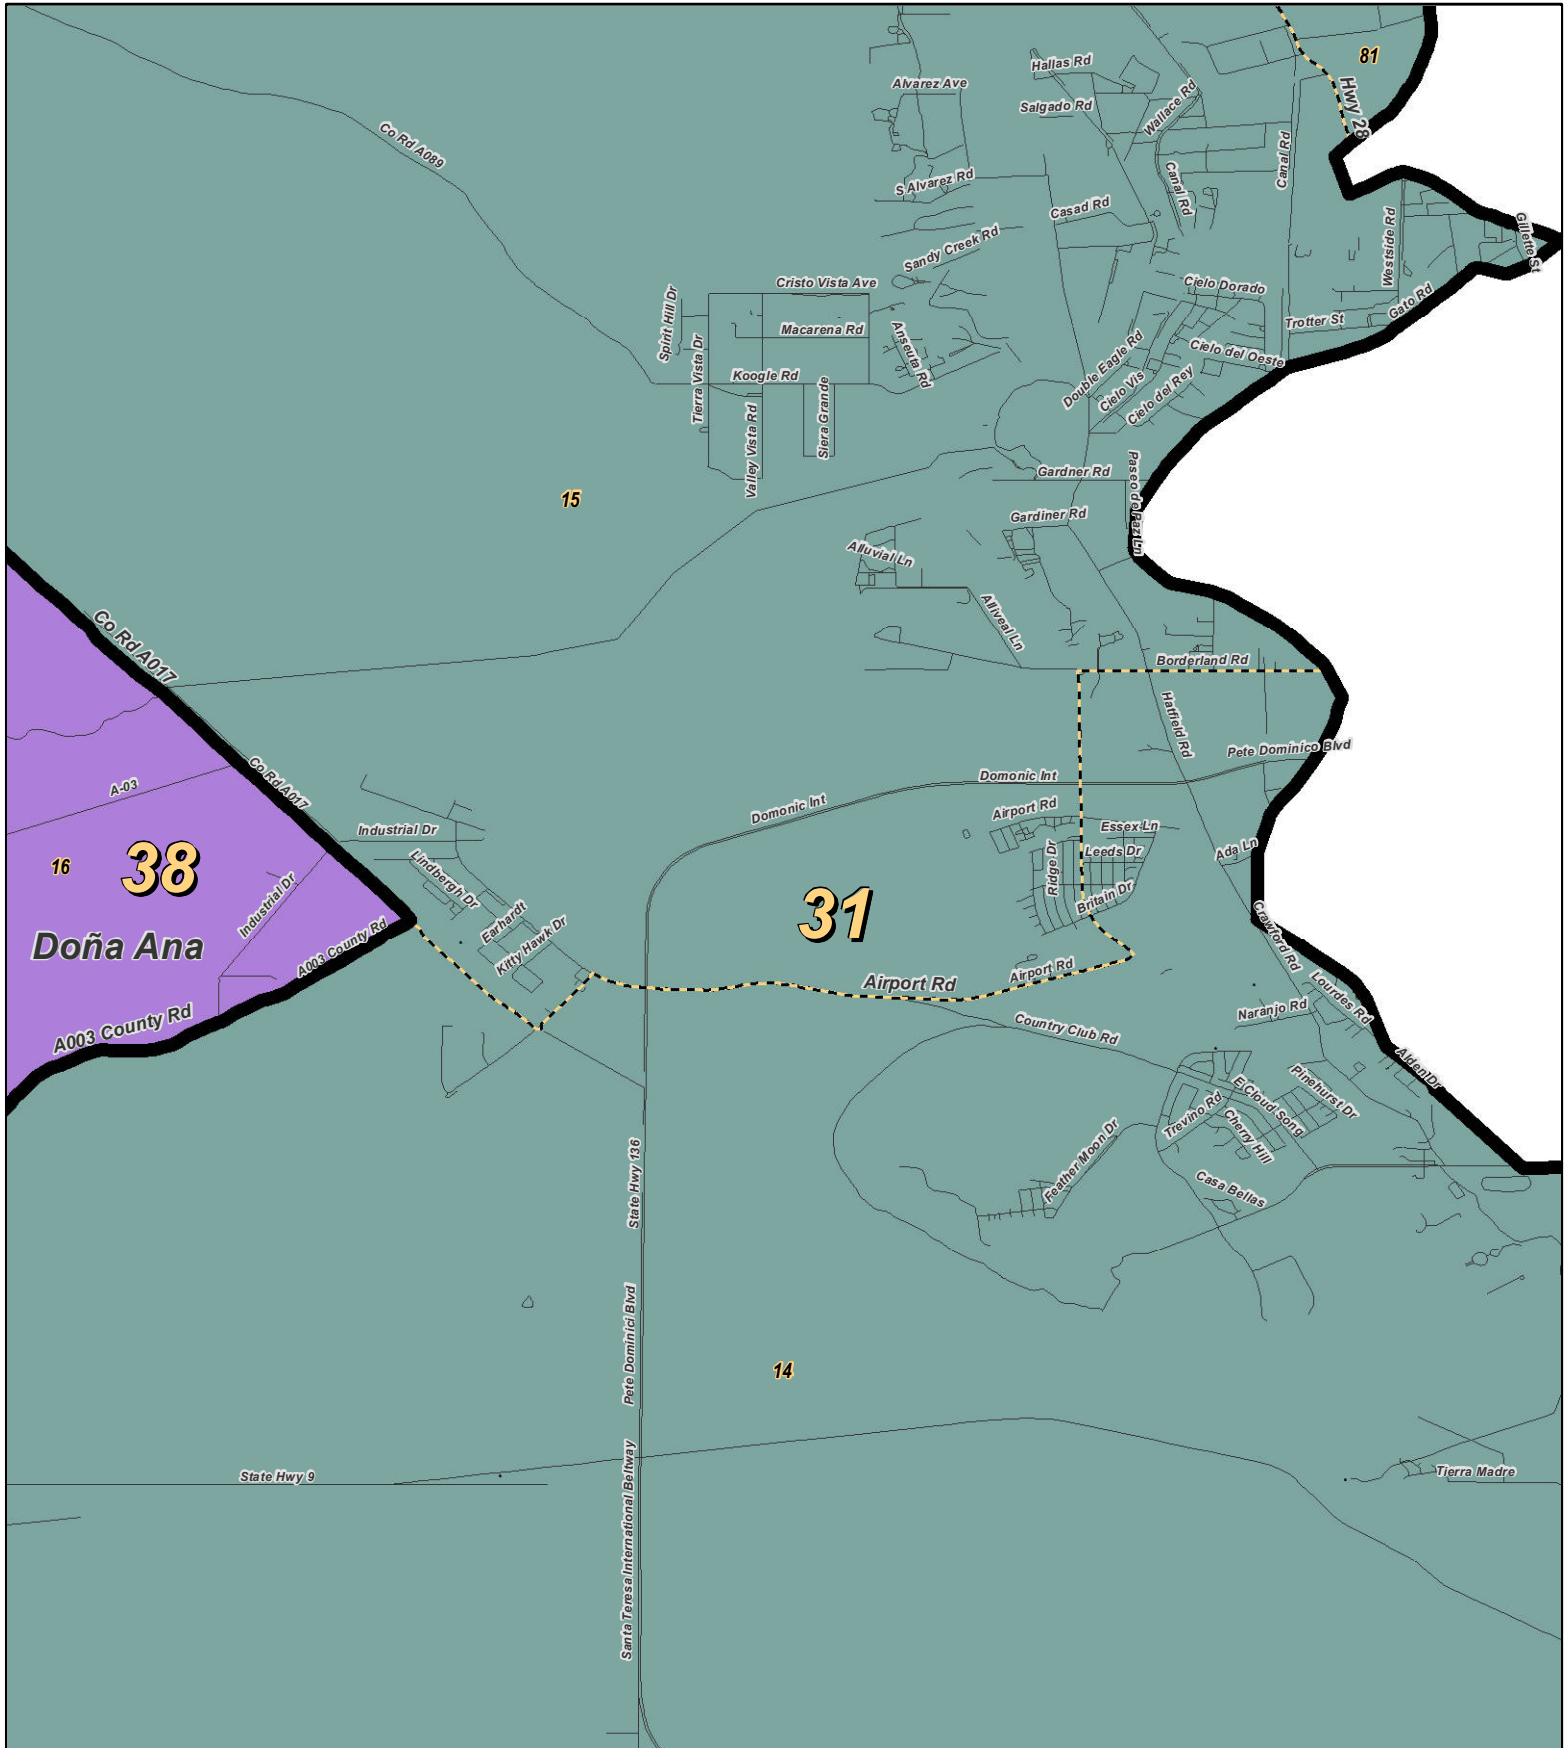 81
Hwy 28
Hallas Rd
Alvarez Ave
Salgado Rd
Wallace Rd
Co Rd A089
Canal Rd
S Alvarez Rd
Canal Rd
Casad Rd
Westside Rd
Gillette St
Sandy Creek Rd
Cristo Vista Ave
Cielo Dorado
Spirit Hill Dr
Gato Rd
Trotter St
Macarena Rd
Anseuta Rd
Tierra Vista Dr
Double Eagle Rd
Cielo del Oeste
Koogle Rd
Cielo Vis
Cielo del Rey
Siera Grande
Valley Vista Rd
Gardner Rd
Paseo de Paz Ln
15
Gardiner Rd
Alluvial Ln
Alliveal Ln
Co Rd A017
Borderland Rd
Hatfield Rd
Pete Dominico Blvd
Co Rd A017
Domonic Int
A-03
Domonic Int
Airport Rd
Industrial Dr
Essex Ln
Leeds Dr
Ada Ln
16
38
Ridge Dr
Lindbergh Dr
Britain Dr
Industrial Dr
31
Earhardt
Crawford Rd
Doña Ana
A003 County Rd
Kitty Hawk Dr
Airport Rd
Airport Rd
Lourdes Rd
A003 County Rd
Naranjo Rd
Country Club Rd
Alden Dr
Pinehurst Dr
E Cloud Song
Trevino Rd
Cherry Hill
Feather Moon Dr
State Hwy 136
Casa Bellas
Pete Dominici Blvd
14
State Hwy 9
Tierra Madre
Santa Teresa International Beltway